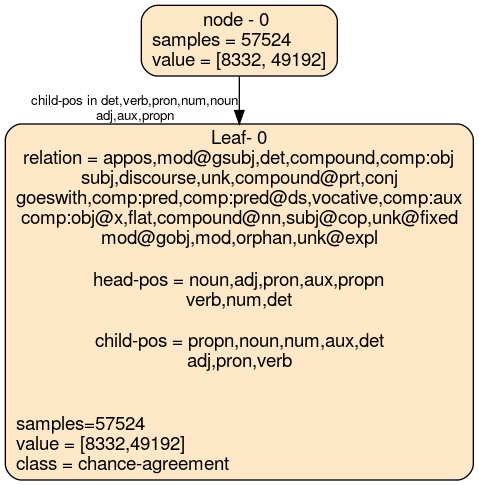 node - 0
samples = 57524
value = [8332, 49192]
child-pos in det,verb,pron,num,noun
adj,aux,propn
Leaf- 0
relation = appos,mod@gsubj,det,compound,comp:obj
subj,discourse,unk,compound@prt,conj
goeswith,comp:pred,comp:pred@ds,vocative,comp:aux
comp:obj@x,flat,compound@nn,subj@cop,unk@fixed
mod@gobj,mod,orphan,unk@expl
head-pos = noun,adj,pron,aux,propn
verb,num,det
child-pos = propn,noun,num,aux,det
adj,pron,verb
samples=57524
value = [8332,49192]
class = chance-agreement